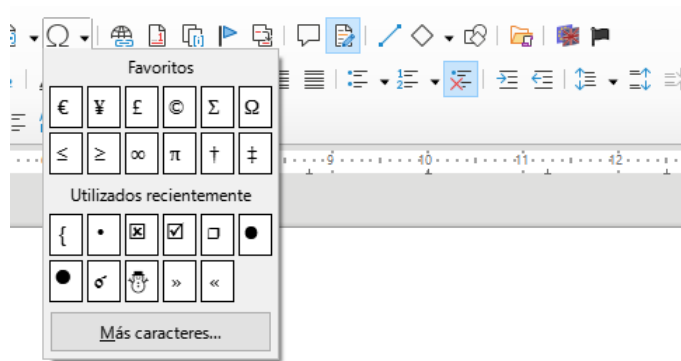 Favoritos
€ ¥ £ © Σ Ω
≤ ≥ ∞ π † ‡
9 10 11 12
Utilizados recientemente
{ • ☒ ☑ □ ●
● ơ ☃ » «
Más caracteres...